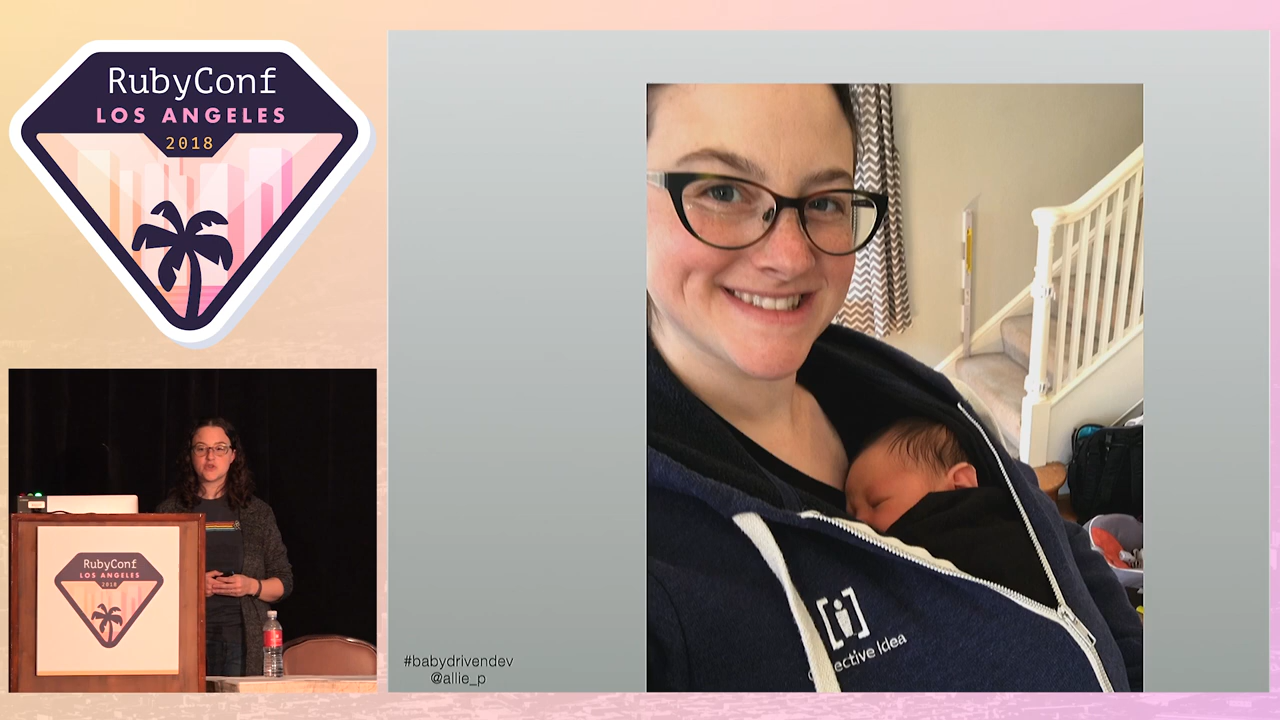 RubyConf
LOS ANGELES
2018
RubyConf
LOS ANGELES
2018
[i]
ective Idea
#babydrivendev
@allie_p